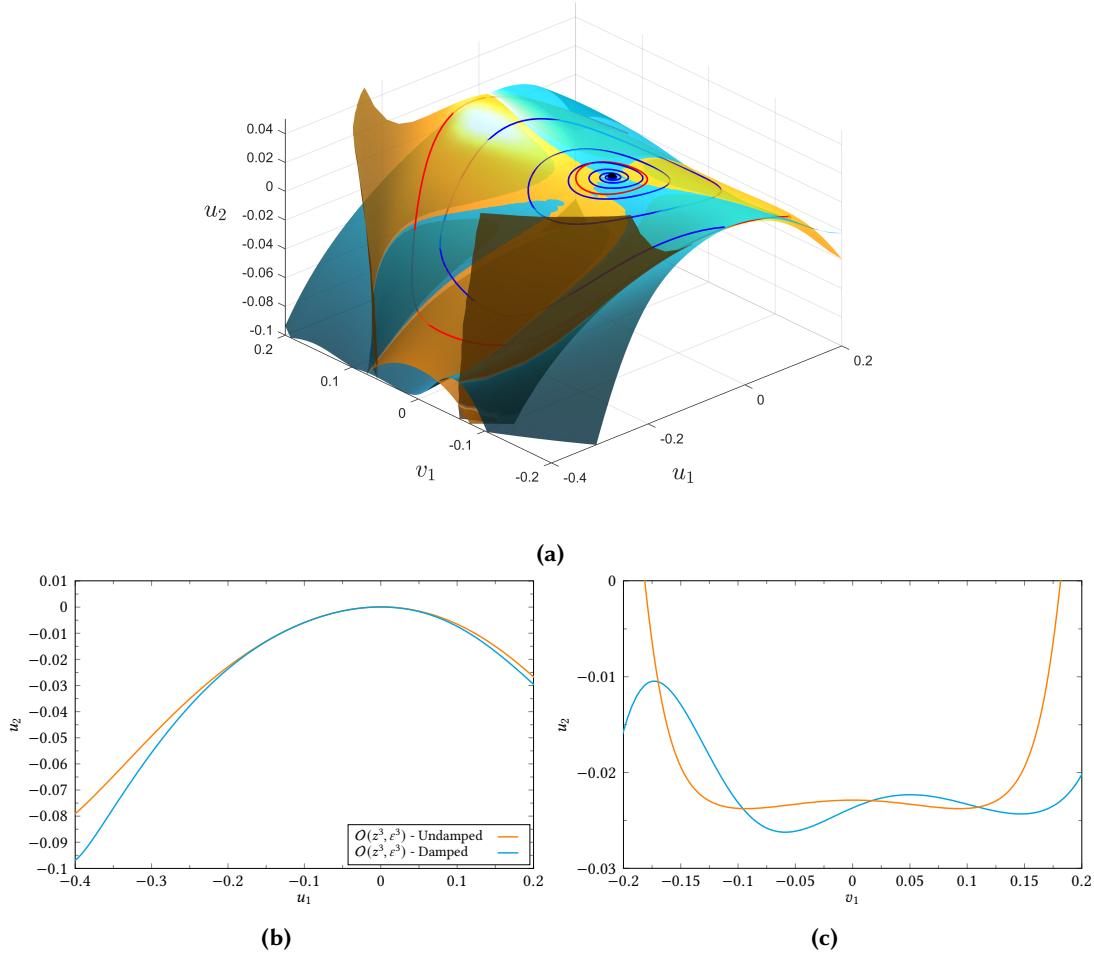 0.04
0.02
0
-0.02
-0.04
-0.06
-0.08
-0.1
u2
0.2
0.1
0
-0.1
-0.2
v1
-0.4
-0.2
0
0.2
u1
(a)
0.01
0
−0.01
−0.02
−0.03
−0.04
−0.05
−0.06
−0.07
−0.08
−0.09
−0.1
u2
𝒪(z³, ε³) - Undamped
𝒪(z³, ε³) - Damped
−0.4 −0.3 −0.2 −0.1 0 0.1 0.2
u1
(b)
0
−0.01
−0.02
−0.03
u2
−0.2 −0.15 −0.1 −0.05 0 0.05 0.1 0.15 0.2
v1
(c)